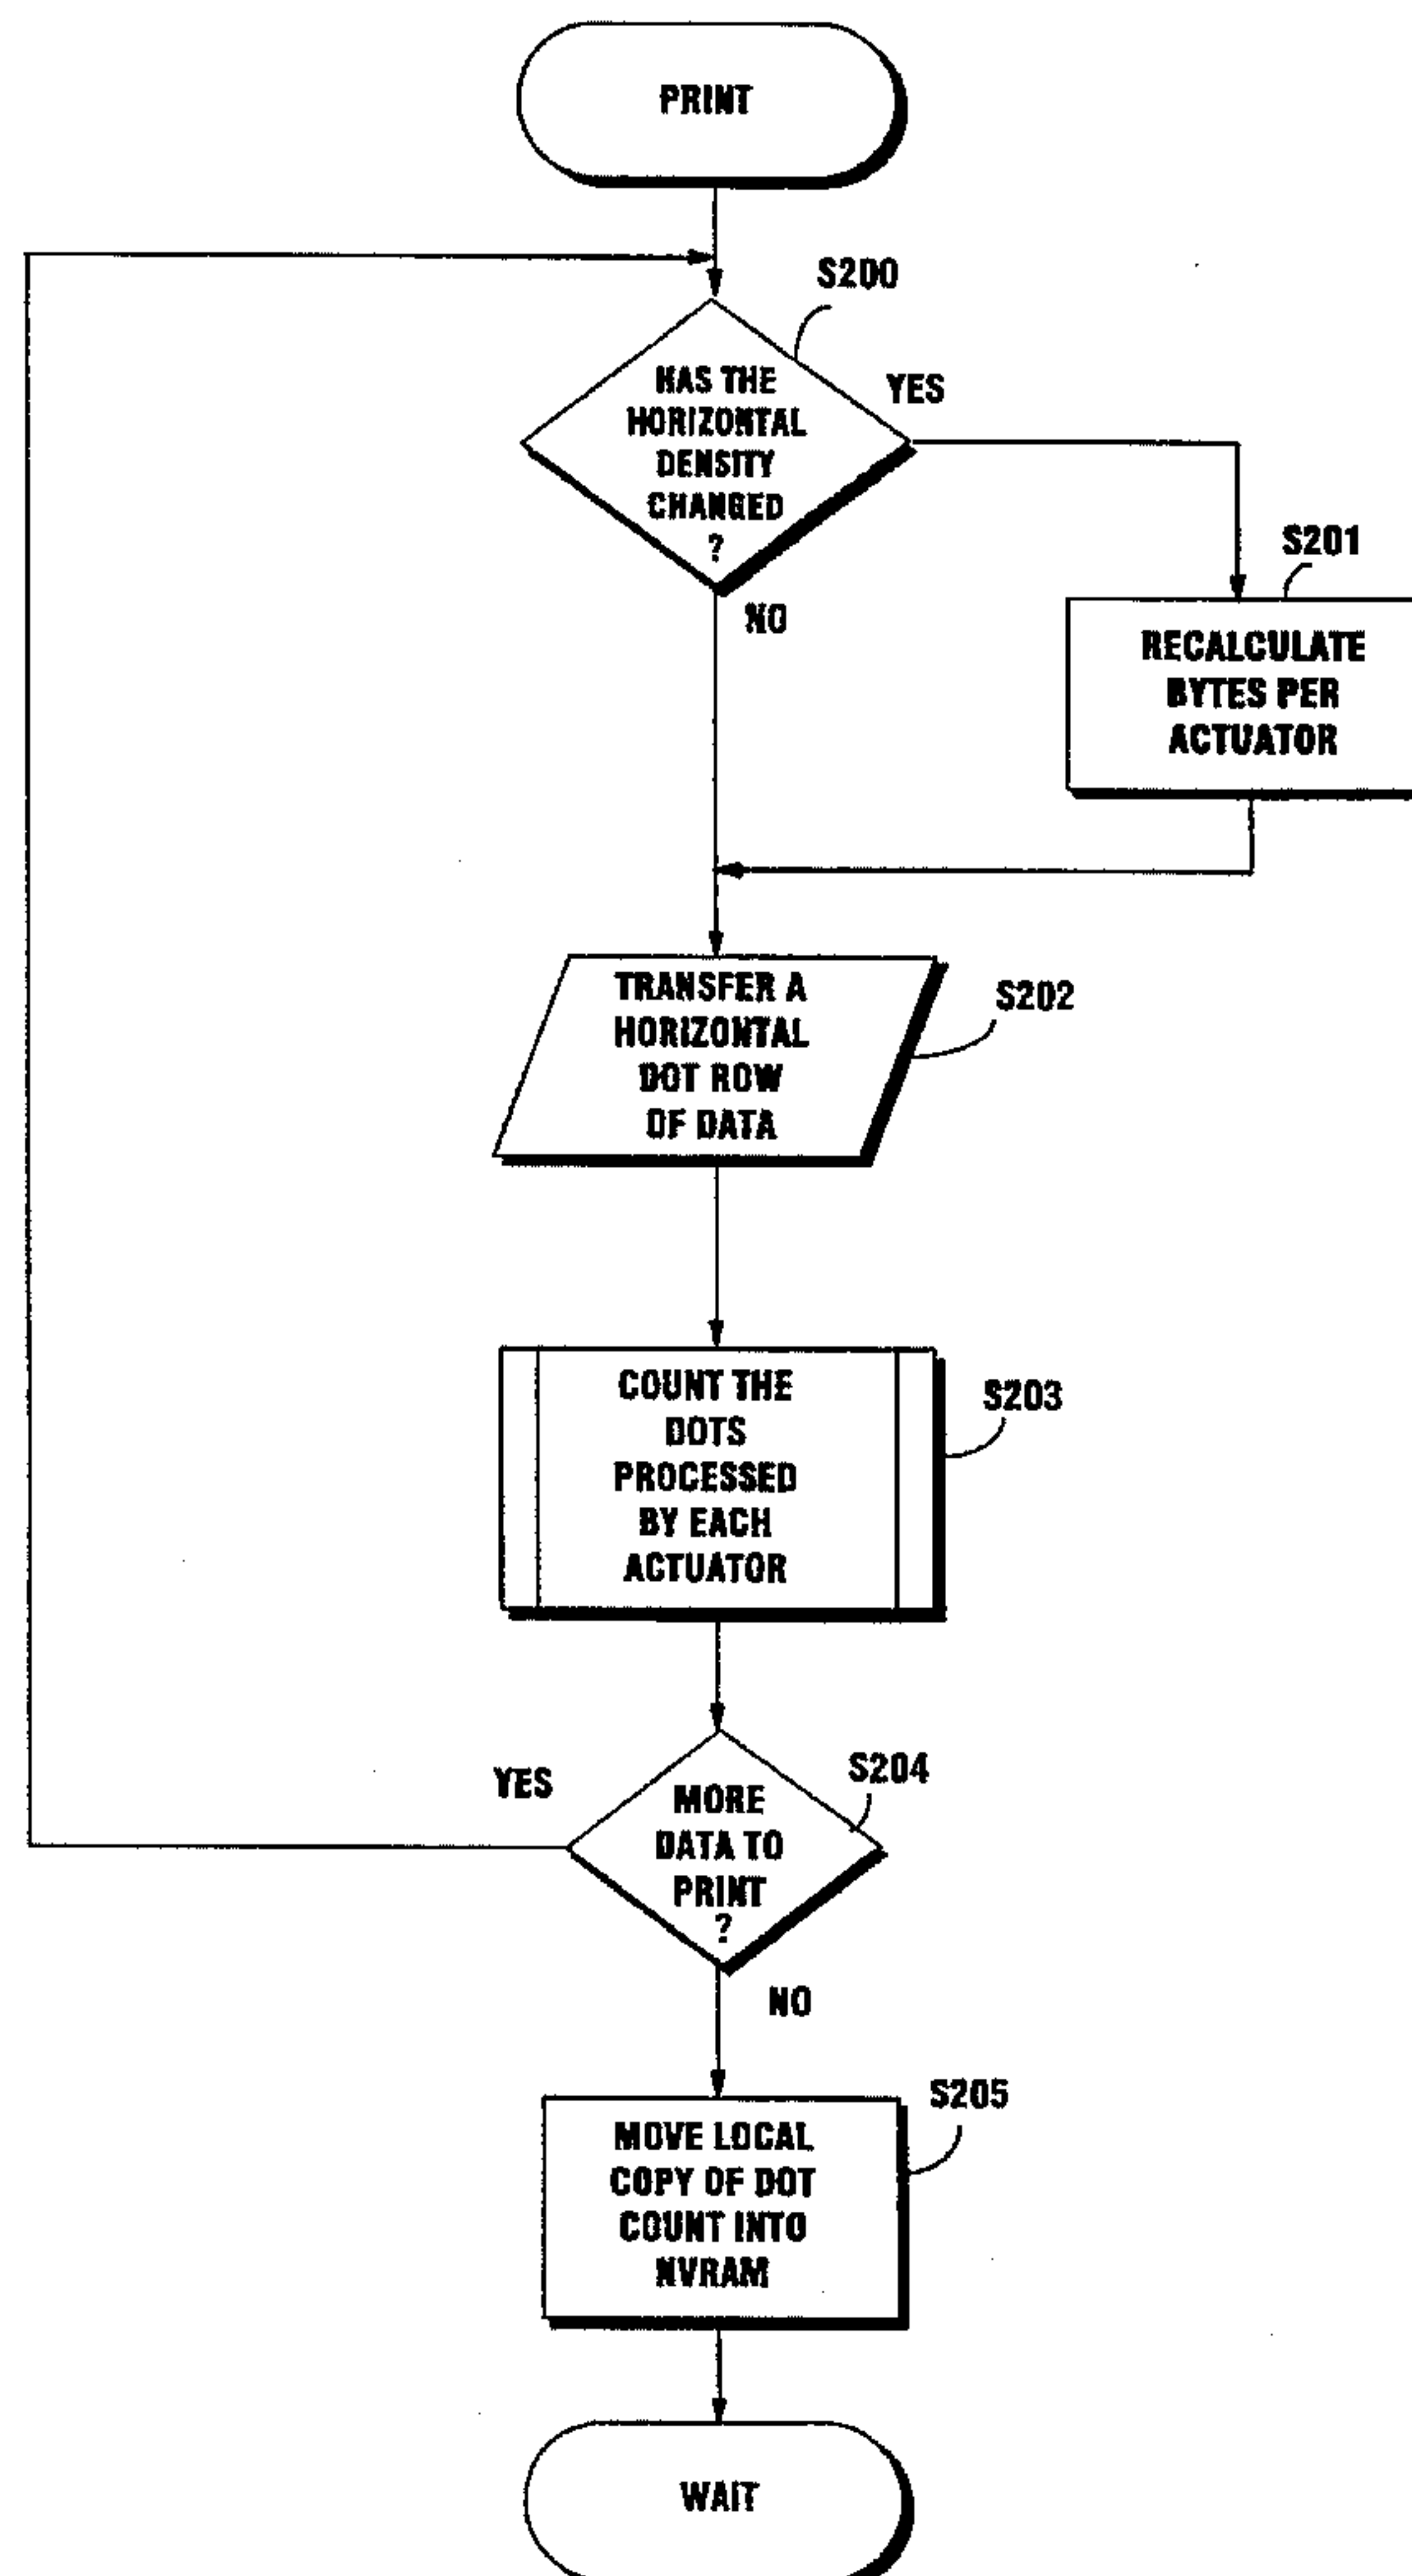 PRINT
S200
HAS THE
HORIZONTAL
DENSITY
CHANGED
?
YES
NO
S201
RECALCULATE
BYTES PER
ACTUATOR
TRANSFER A
HORIZONTAL
DOT ROW
OF DATA
S202
COUNT THE
DOTS
PROCESSED
BY EACH
ACTUATOR
S203
YES
S204
MORE
DATA TO
PRINT
?
NO
S205
MOVE LOCAL
COPY OF DOT
COUNT INTO
NVRAM
WAIT